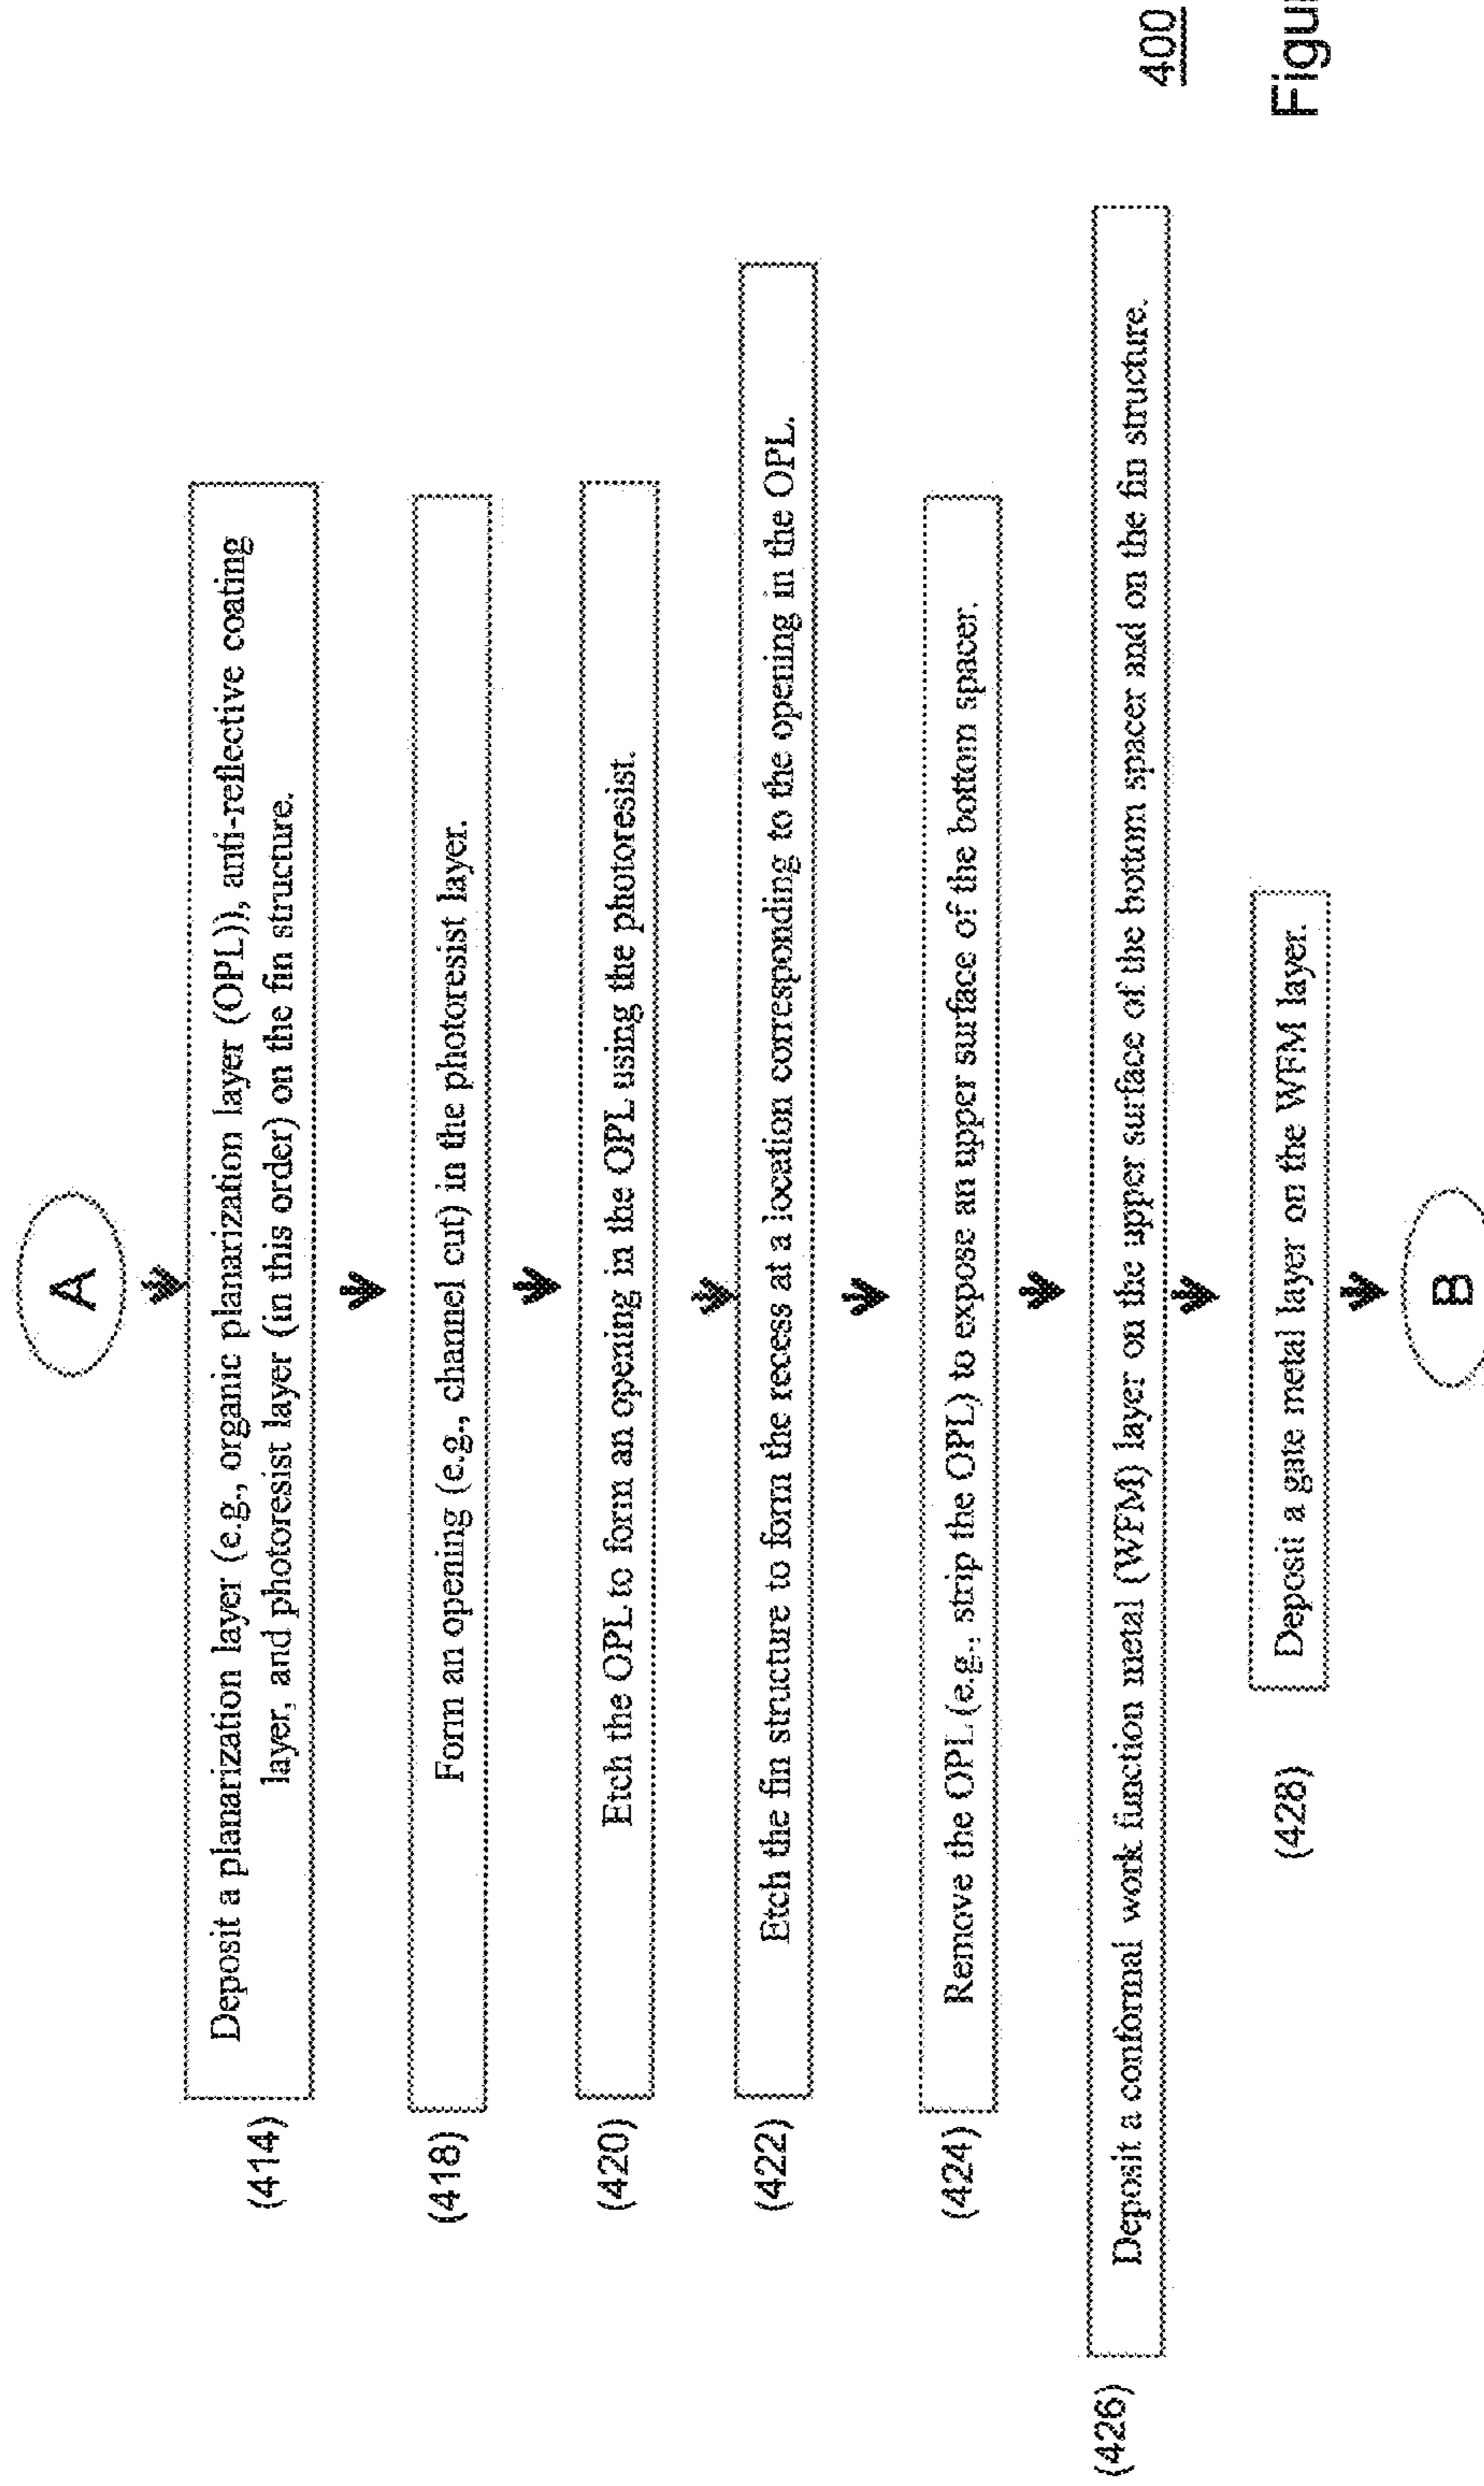 A
(414)
Deposit a planarization layer (e.g., organic planarization layer (OPL)), anti-reflective coating
layer, and photoresist layer (in this order) on the fin structure.
(418)
Form an opening (e.g., channel cut) in the photoresist layer.
(420)
Etch the OPL to form an opening in the OPL using the photoresist.
(422)
Etch the fin structure to form the recess at a location corresponding to the opening in the OPL.
(424)
Remove the OPL (e.g., strip the OPL) to expose an upper surface of the bottom spacer.
(426)
Deposit a conformal work function metal (WFM) layer on the upper surface of the bottom spacer and on the fin structure.
(428)
Deposit a gate metal layer on the WFM layer.
B
400